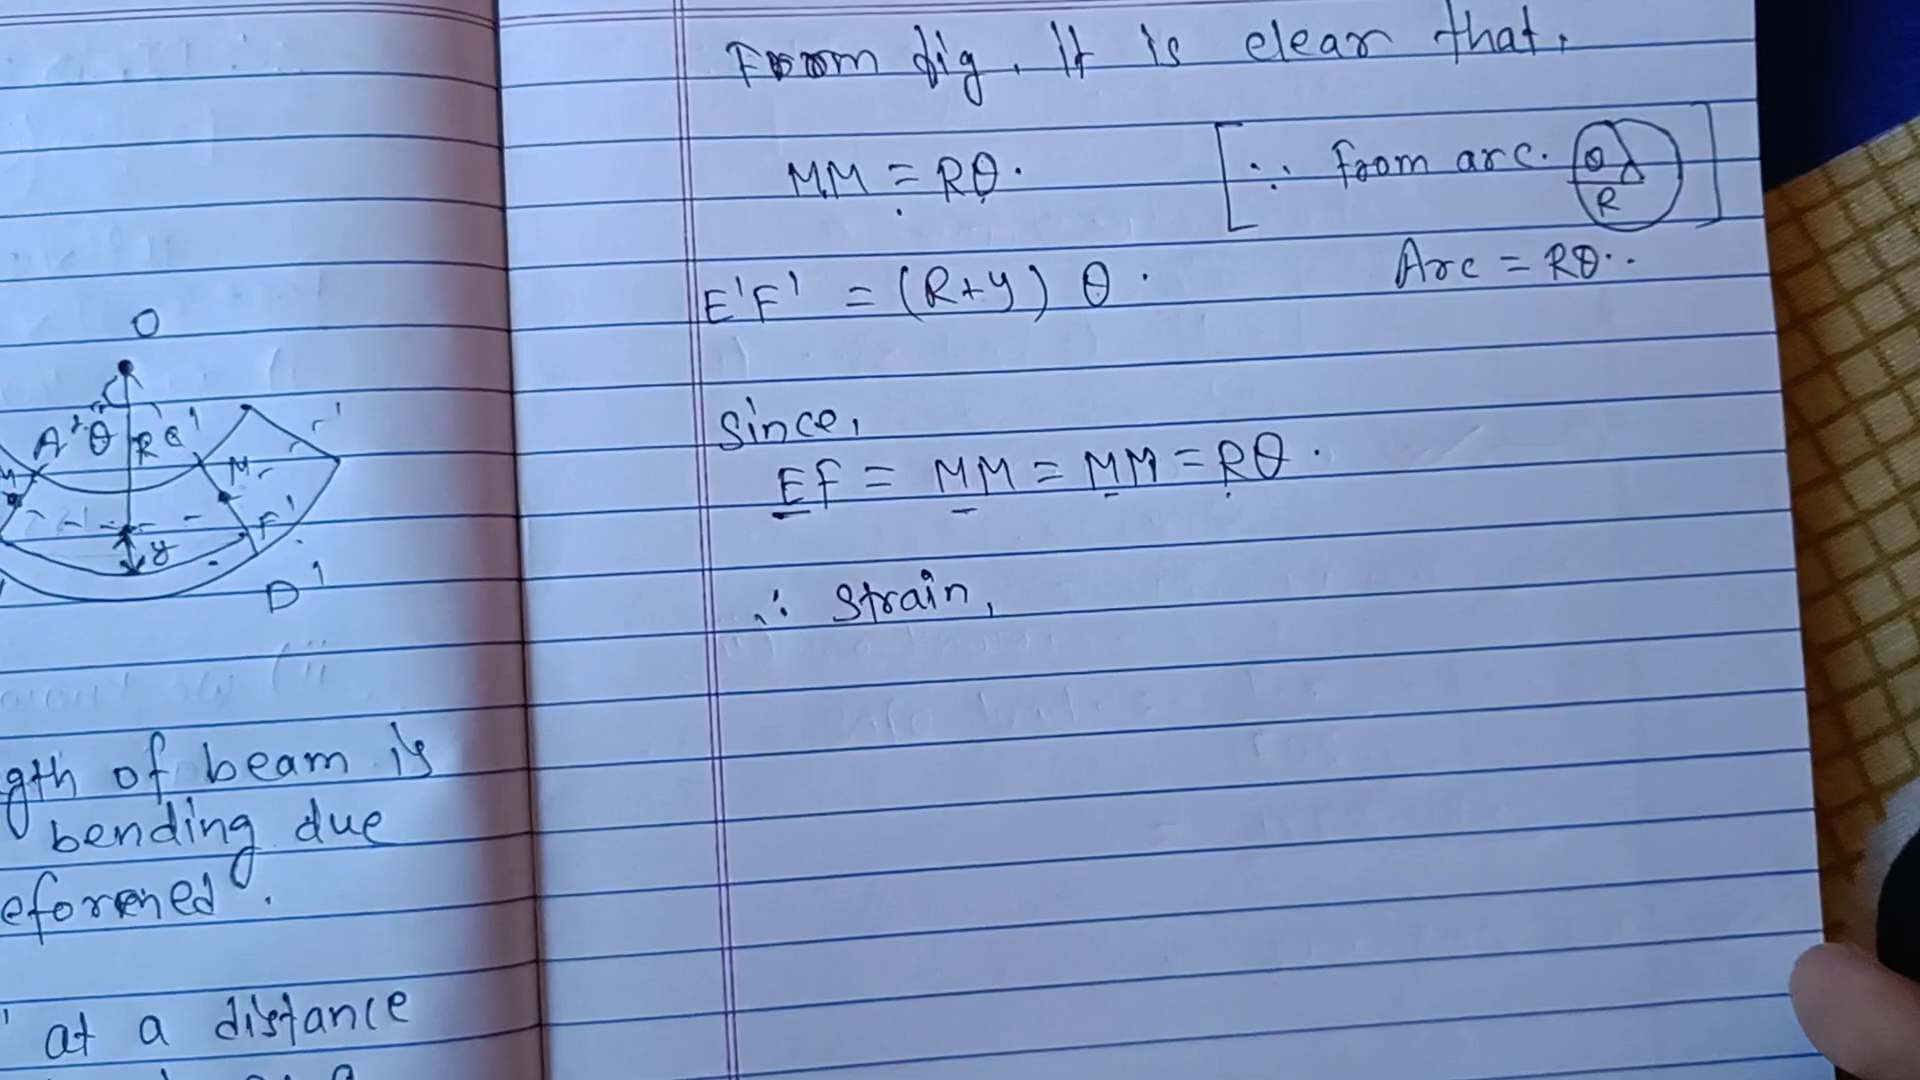 O
A' θ R B'
M
F'
y
D'
gth of beam is
bending due
at a distance
From fig. It is clear that,
MM = Rθ.
[∵ from arc. θ R]
Arc = Rθ..
E'F' = (R+y) θ.
Since,
EF = MM = MM = Rθ.
∴ Strain,